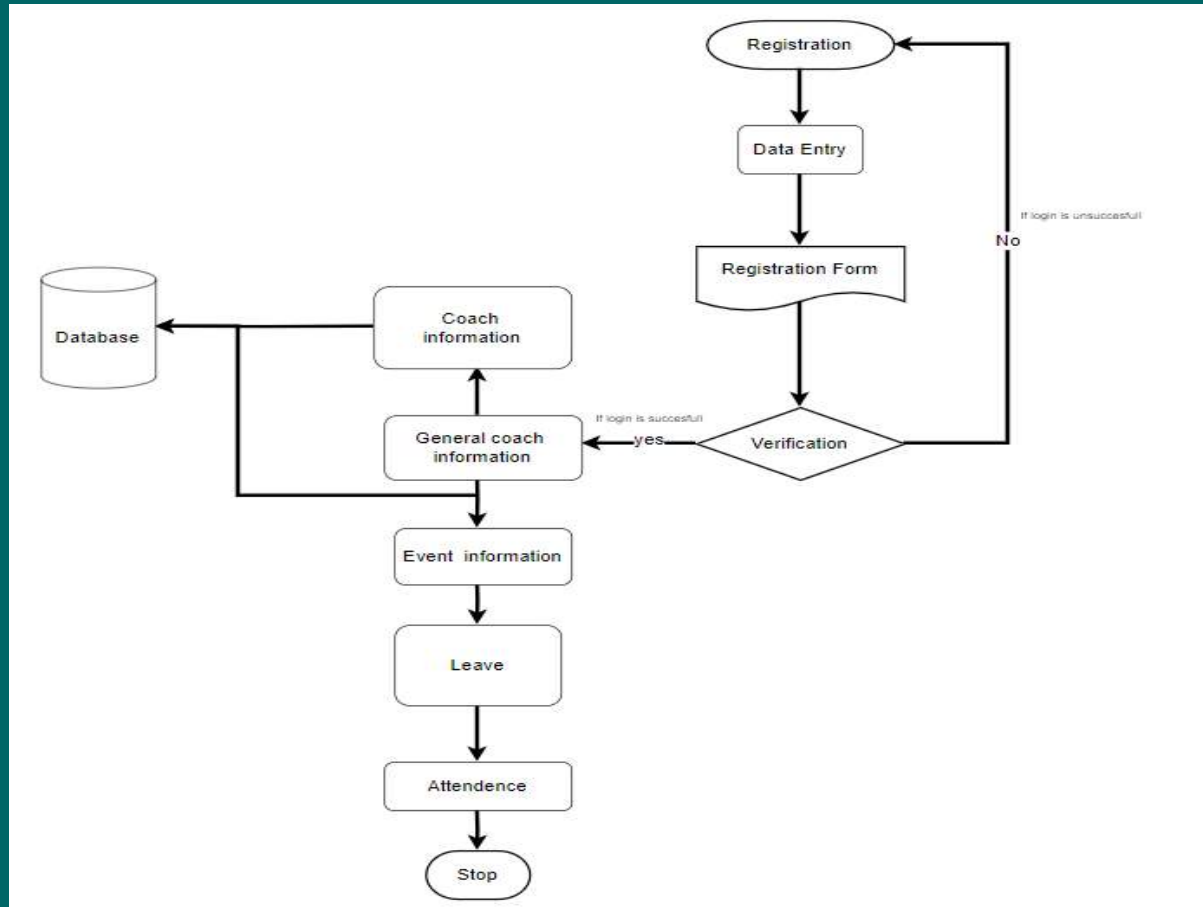 Registration
Data Entry
If login is unsuccesfull
No
Registration Form
Database
Coach
information
If login is succesfull
yes
General coach
information
Verification
Event information
Leave
Attendence
Stop